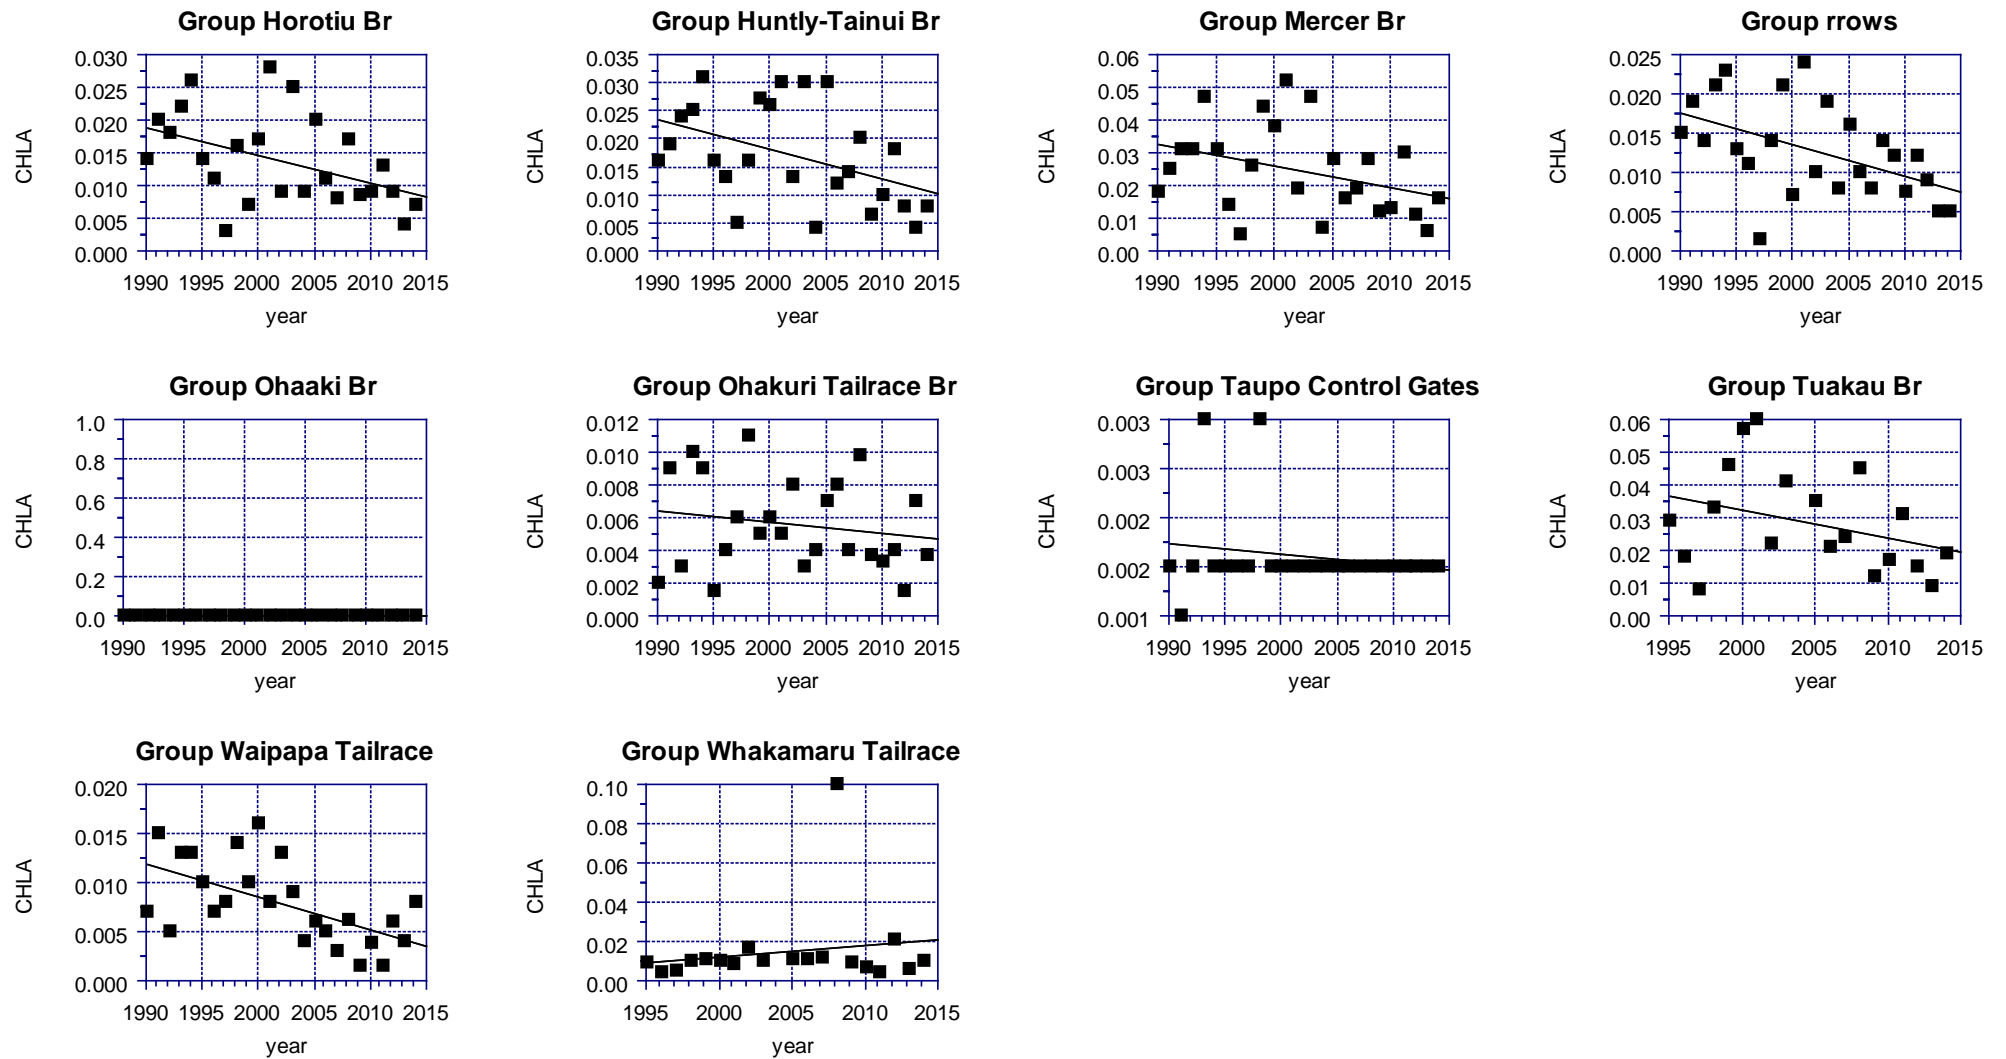 Group Horotiu Br
CHLA
0.030
0.025
0.020
0.015
0.010
0.005
0.000
1990 1995 2000 2005 2010 2015
year
Group Huntly-Tainui Br
CHLA
0.035
0.030
0.025
0.020
0.015
0.010
0.005
0.000
1990 1995 2000 2005 2010 2015
year
Group Mercer Br
CHLA
0.06
0.05
0.04
0.03
0.02
0.01
0.00
1990 1995 2000 2005 2010 2015
year
Group rrows
CHLA
0.025
0.020
0.015
0.010
0.005
0.000
1990 1995 2000 2005 2010 2015
year
Group Ohaaki Br
CHLA
1.0
0.8
0.6
0.4
0.2
0.0
1990 1995 2000 2005 2010 2015
year
Group Ohakuri Tailrace Br
CHLA
0.012
0.010
0.008
0.006
0.004
0.002
0.000
1990 1995 2000 2005 2010 2015
year
Group Taupo Control Gates
CHLA
0.003
0.003
0.002
0.002
0.001
1990 1995 2000 2005 2010 2015
year
Group Tuakau Br
CHLA
0.06
0.05
0.04
0.03
0.02
0.01
0.00
1995 2000 2005 2010 2015
year
Group Waipapa Tailrace
CHLA
0.020
0.015
0.010
0.005
0.000
1990 1995 2000 2005 2010 2015
year
Group Whakamaru Tailrace
CHLA
0.10
0.08
0.06
0.04
0.02
0.00
1995 2000 2005 2010 2015
year